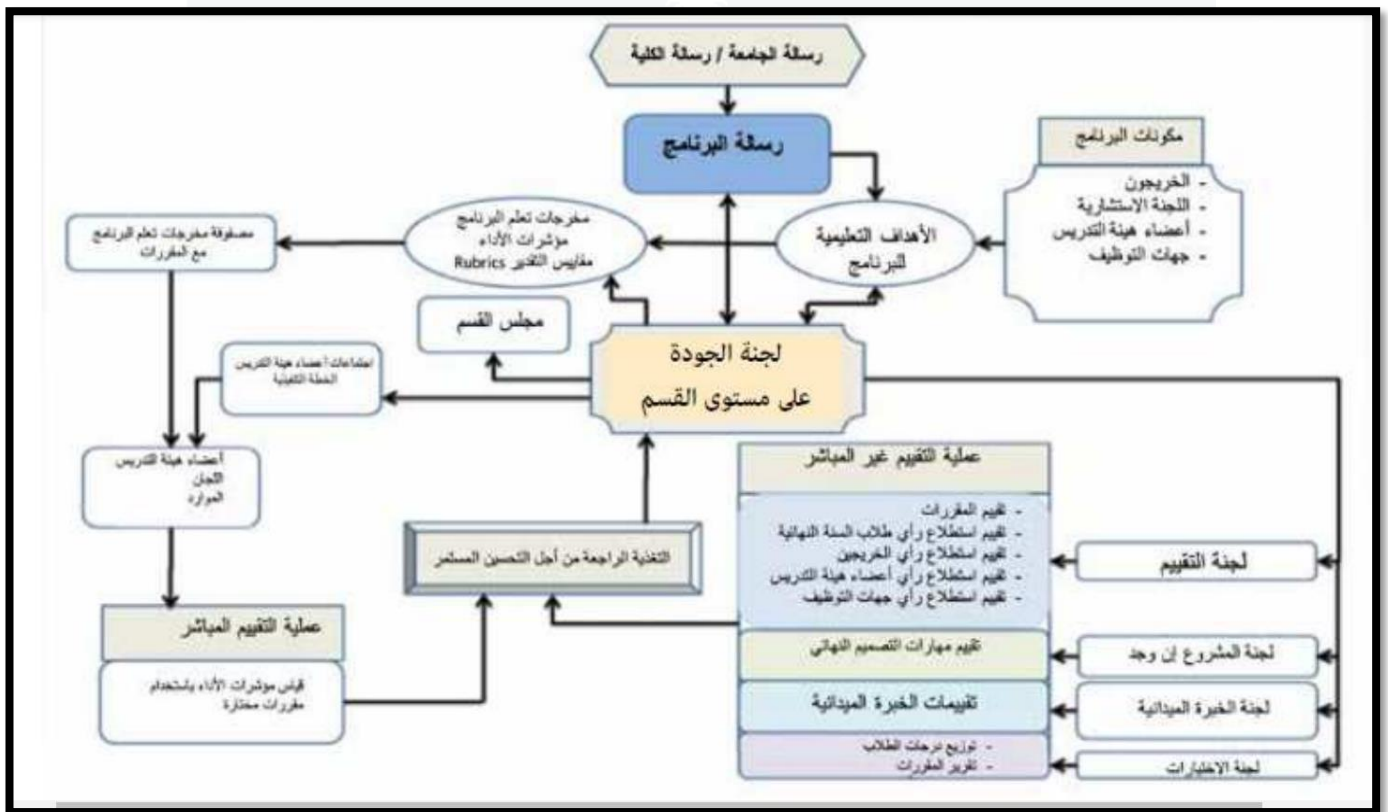 رسالة الجامعة / رسالة الكلية
رسالة البرنامج
مكونات البرنامج
- الخريجون
- اللجنة الإستشارية
- أعضاء هيئة التدريس
- جهات التوظيف
الأهداف التعليمية
للبرنامج
مخرجات تعلم البرنامج
مؤشرات الأداء
مقاييس التقدير Rubrics
مصفوفة مخرجات تعلم البرنامج
مع المقررات
مجلس القسم
لجنة الجودة
على مستوى القسم
اجتماعات أعضاء هيئة التدريس
الخطة التنفيذية
أعضاء هيئة التدريس
اللجان
الموارد
عملية التقييم المباشر
قياس مؤشرات الأداء باستخدام
مقررات مختارة
التغذية الراجعة من أجل التحسين المستمر
عملية التقييم غير المباشر
- تقييم المقررات
- تقييم استطلاع رأي طلاب السنة النهائية
- تقييم استطلاع رأي الخريجين
- تقييم استطلاع رأي أعضاء هيئة التدريس
- تقييم استطلاع رأي جهات التوظيف
تقييم مهارات التصميم النهائي
تقييمات الخبرة الميدانية
- توزيع درجات الطلاب
- تقرير المقررات
لجنة التقييم
لجنة المشروع إن وجد
لجنة الخبرة الميدانية
لجنة الاختبارات